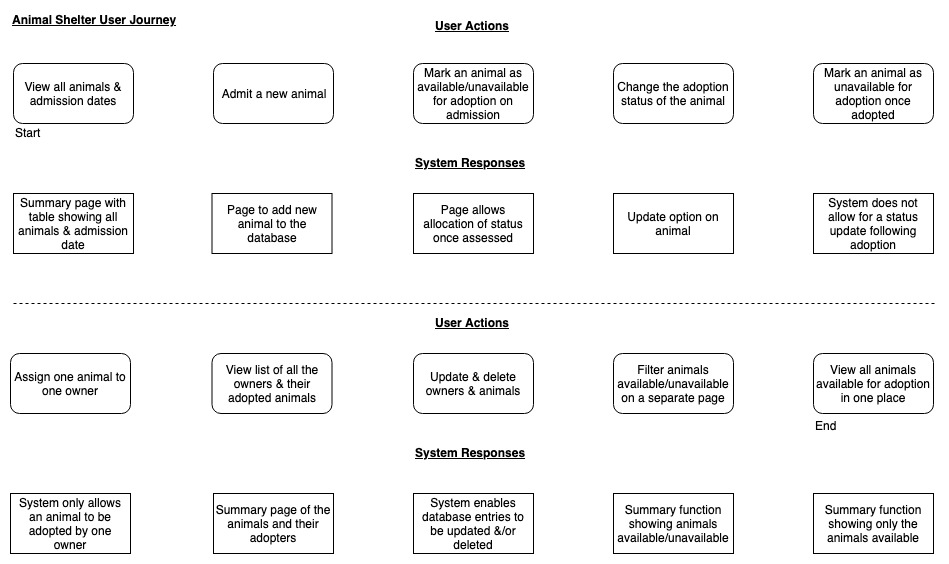 Animal Shelter User Journey
User Actions
View all animals &
admission dates
Admit a new animal
Mark an animal as
available/unavailable
for adoption on
admission
Change the adoption
status of the animal
Mark an animal as
unavailable for
adoption once
adopted
Start
System Responses
Summary page with
table showing all
animals & admission
date
Page to add new
animal to the
database
Page allows
allocation of status
once assessed
Update option on
animal
System does not
allow for a status
update following
adoption
User Actions
Assign one animal to
one owner
View list of all the
owners & their
adopted animals
Update & delete
owners & animals
Filter animals
available/unavailable
on a separate page
View all animals
available for adoption
in one place
End
System Responses
System only allows
an animal to be
adopted by one
owner
Summary page of the
animals and their
adopters
System enables
database entries to
be updated &/or
deleted
Summary function
showing animals
available/unavailable
Summary function
showing only the
animals available